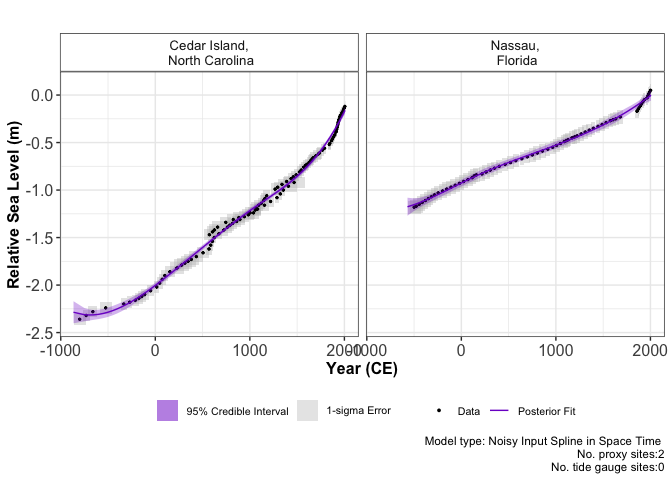 Cedar Island,
North Carolina
Nassau,
Florida
Relative Sea Level (m)
0.0
-0.5
-1.0
-1.5
-2.0
-2.5
-1000 0 1000 2000
-1000 0 1000 2000
Year (CE)
95% Credible Interval 1-sigma Error Data Posterior Fit
Model type: Noisy Input Spline in Space Time
No. proxy sites:2
No. tide gauge sites:0